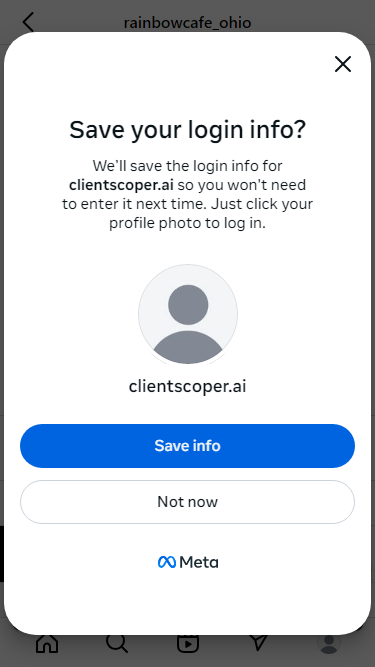 rainbowcafe_ohio
Save your login info?
We'll save the login info for
clientscoper.ai so you won't need
to enter it next time. Just click your
profile photo to log in.
clientscoper.ai
Save info
Not now
Meta